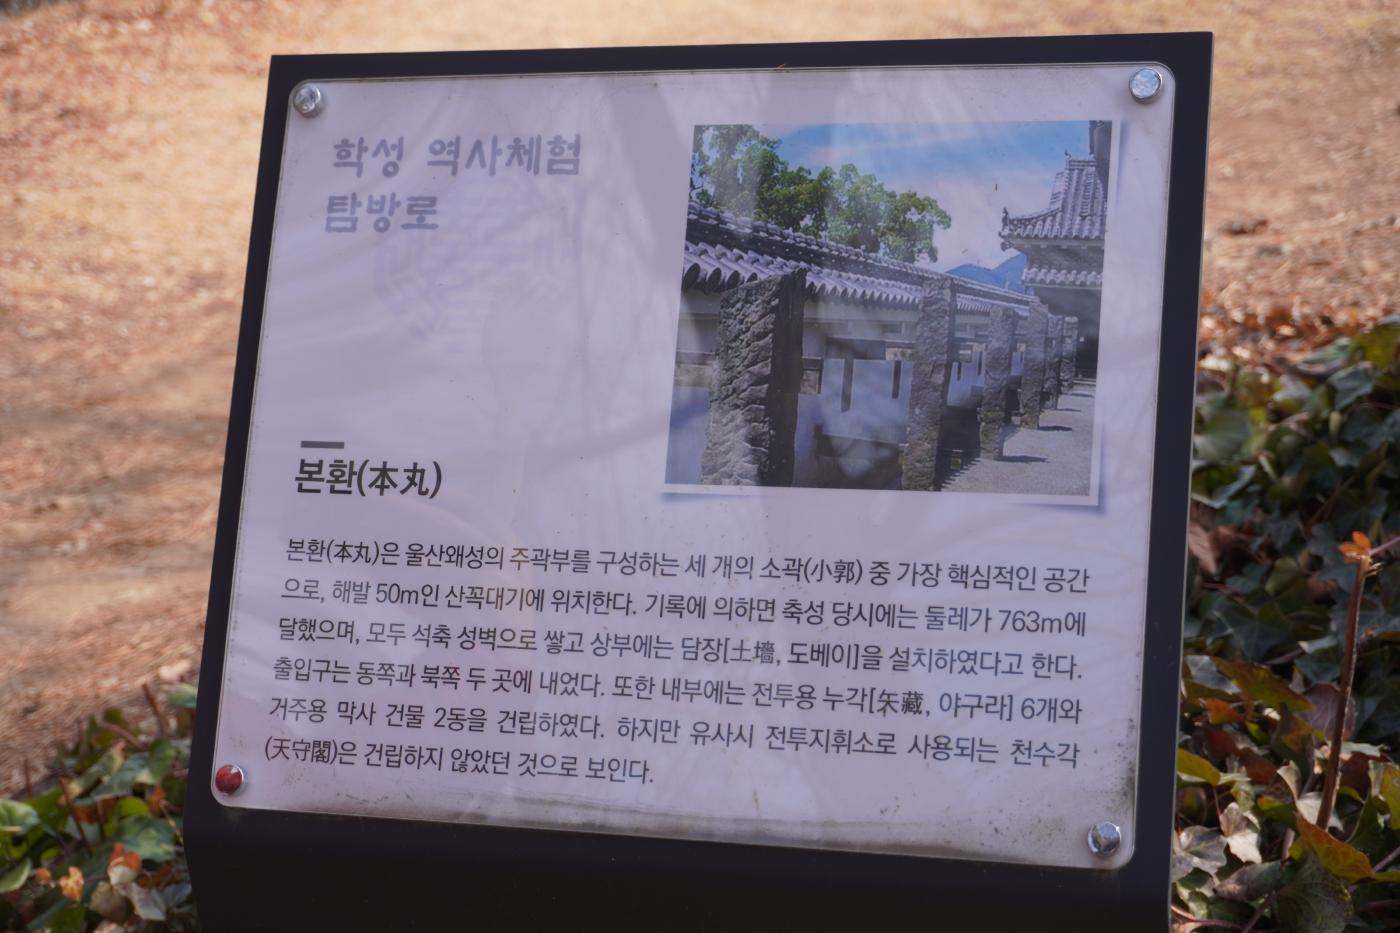 학성 역사체험
탐방로
본환(本丸)
본환(本丸)은 울산왜성의 주곽부를 구성하는 세 개의 소곽(小郭) 중 가장 핵심적인 공간
으로, 해발 50m인 산꼭대기에 위치한다. 기록에 의하면 축성 당시에는 둘레가 763m에
달했으며, 모두 석축 성벽으로 쌓고 상부에는 담장[土墻, 도베이]을 설치하였다고 한다.
출입구는 동쪽과 북쪽 두 곳에 내었다. 또한 내부에는 전투용 누각[矢藏, 야구라] 6개와
거주용 막사 건물 2동을 건립하였다. 하지만 유사시 전투지휘소로 사용되는 천수각
(天守閣)은 건립하지 않았던 것으로 보인다.